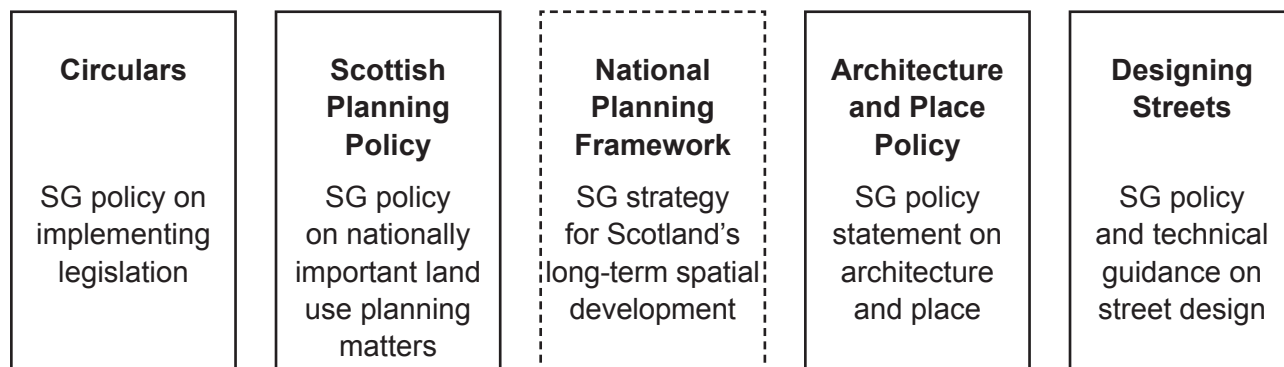 Circulars
SG policy on
implementing
legislation
Scottish
Planning
Policy
SG policy
on nationally
important land
use planning
matters
National
Planning
Framework
SG strategy
for Scotland’s
long-term spatial
development
Architecture
and Place
Policy
SG policy
statement on
architecture
and place
Designing
Streets
SG policy
and technical
guidance on
street design